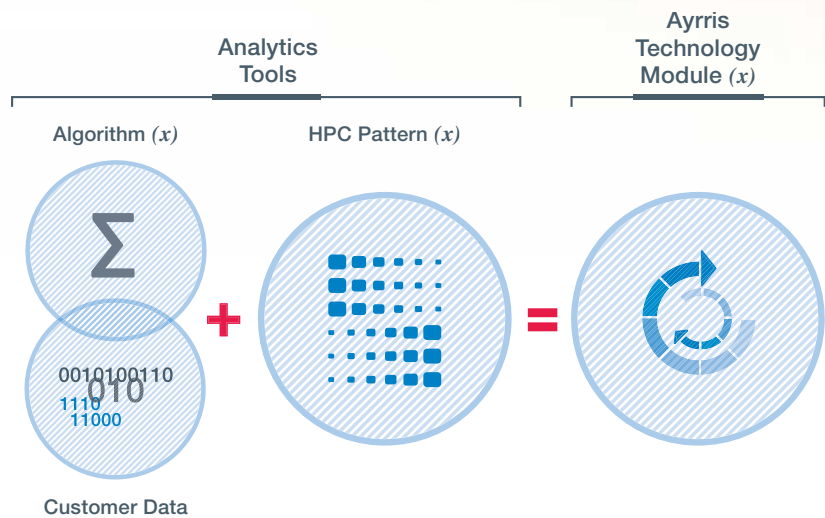 Analytics
Tools
Ayrris
Technology
Module (x)
Algorithm (x)
HPC Pattern (x)
Σ
+
=
0010100110
010
1110
11000
Customer Data